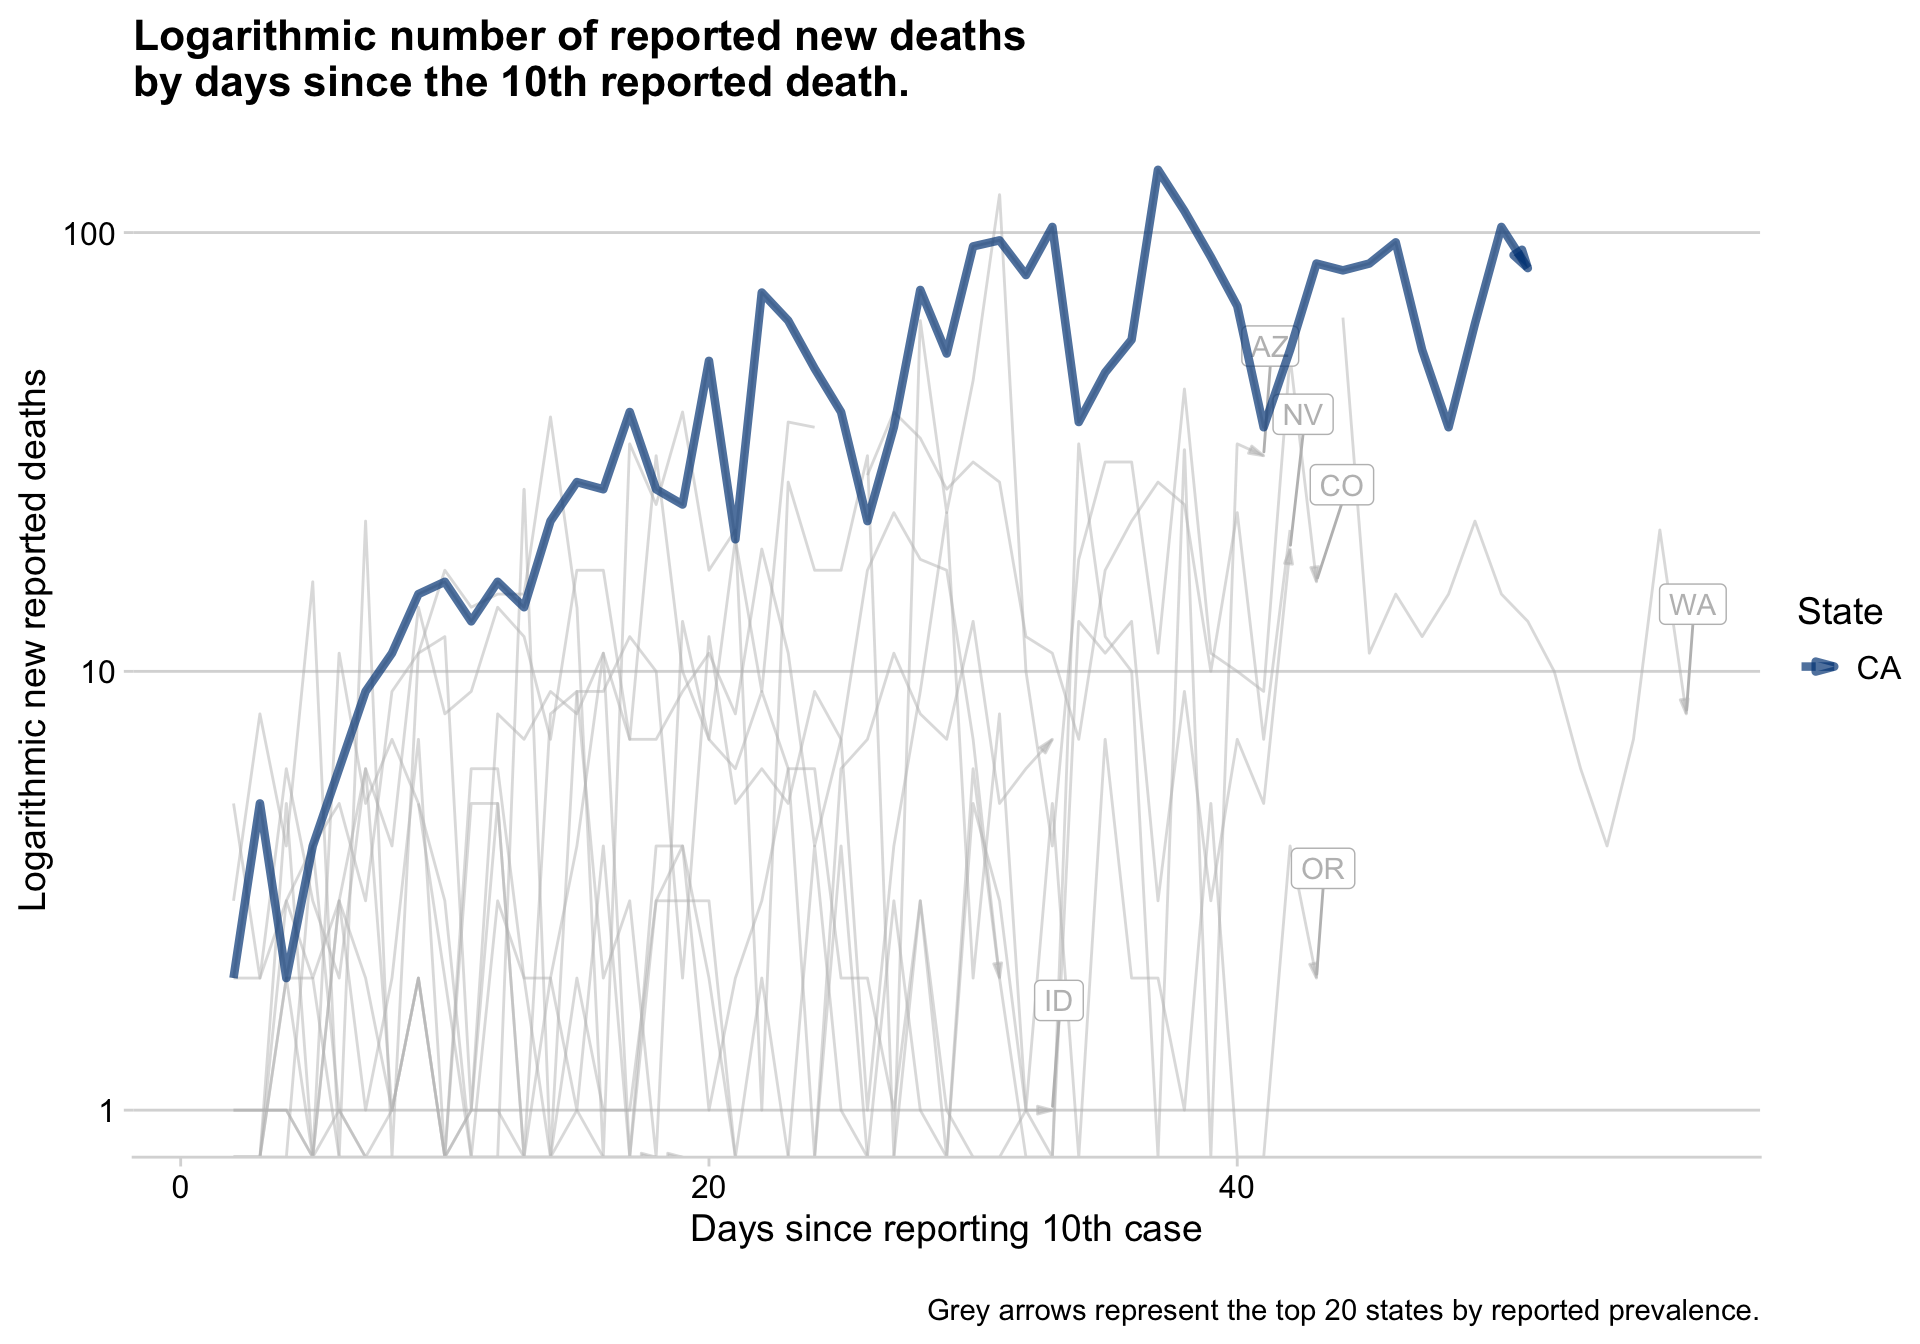 Logarithmic number of reported new deaths
by days since the 10th reported death.
Logarithmic new reported deaths
100
10
1
AZ
NV
CO
WA
OR
ID
State
CA
0
20
40
Days since reporting 10th case
Grey arrows represent the top 20 states by reported prevalence.